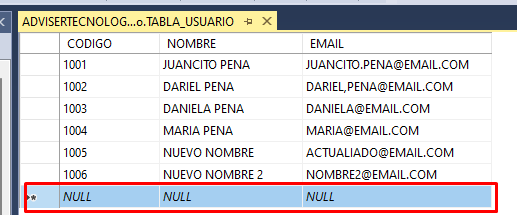 ADVISERTECNOLOG...o.TABLA_USUARIO
CODIGO NOMBRE EMAIL
1001 JUANCITO PENA JUANCITO.PENA@EMAIL.COM
1002 DARIEL PENA DARIEL,PENA@EMAIL.COM
1003 DANIELA PENA DANIELA@EMAIL.COM
1004 MARIA PENA MARIA@EMAIL.COM
1005 NUEVO NOMBRE ACTUALIADO@EMAIL.COM
1006 NUEVO NOMBRE 2 NOMBRE2@EMAIL.COM
NULL NULL NULL